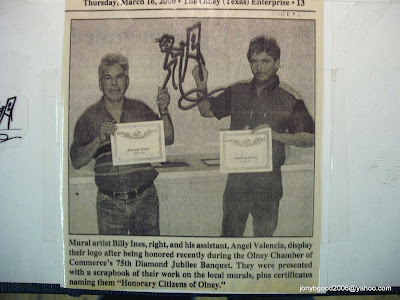 Thursday, March 16, 2000 • The Olney (Texas) Enterprise • 13
Mural artist Billy Ines, right, and his assistant, Angel Valencia, display
their logo after being honored recently during the Olney Chamber of
Commerce's 75th Diamond Jubilee Banquet. They were presented
with a scrapbook of their work on the local murals, plus certificates
naming them "Honorary Citizens of Olney."
jonybgood2006@yahoo.com